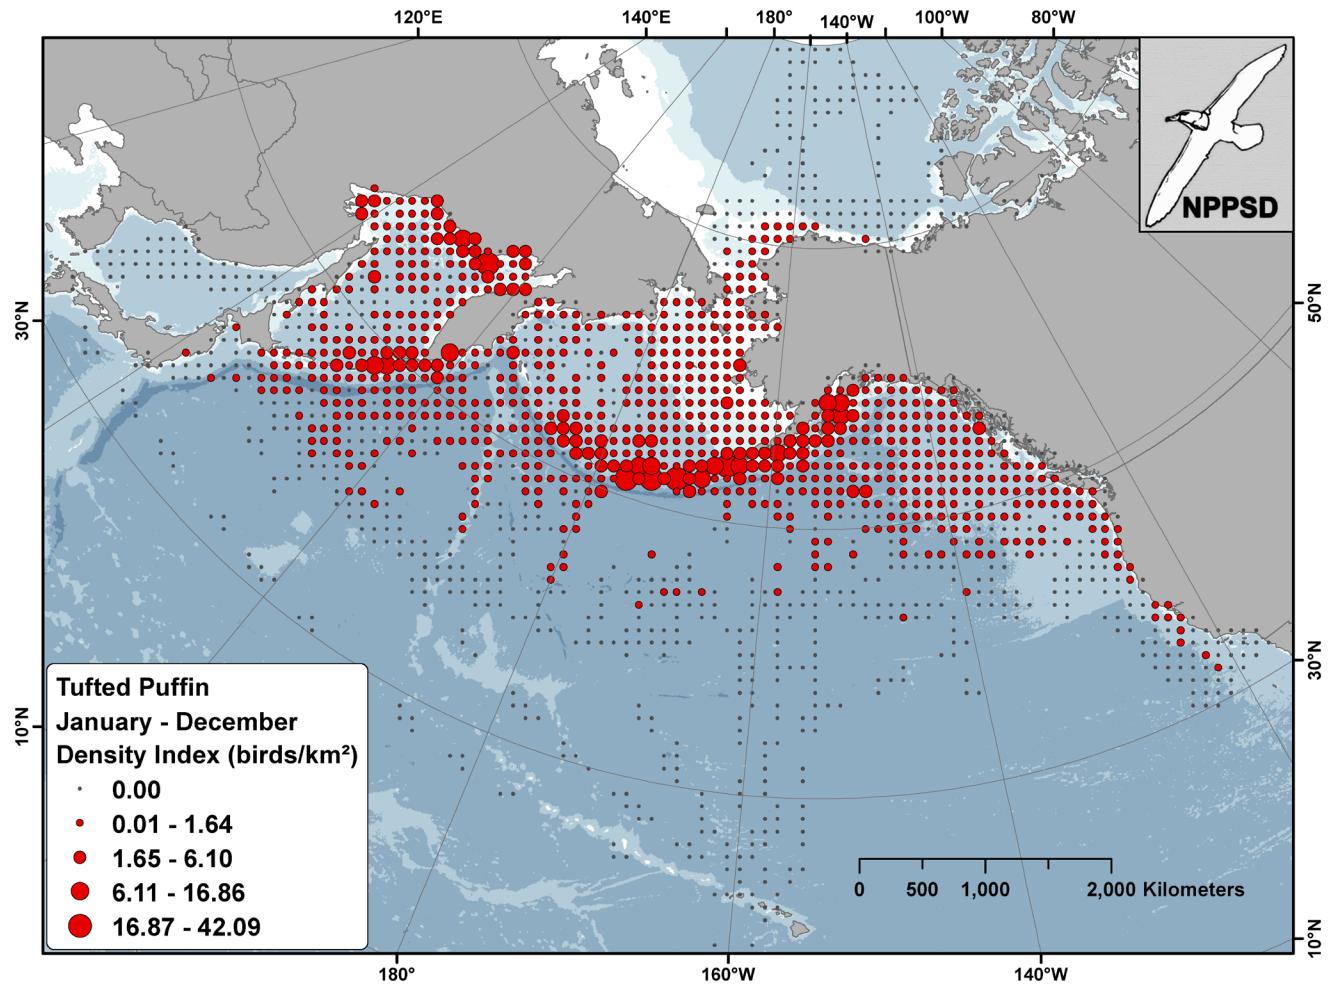 120°E 140°E 180° 140°W 100°W 80°W
NPPSD
30°N
50°N
30°N
10°N
10°N
Tufted Puffin
January - December
Density Index (birds/km²)
0.00
0.01 - 1.64
1.65 - 6.10
6.11 - 16.86
16.87 - 42.09
0 500 1,000 2,000 Kilometers
180° 160°W 140°W